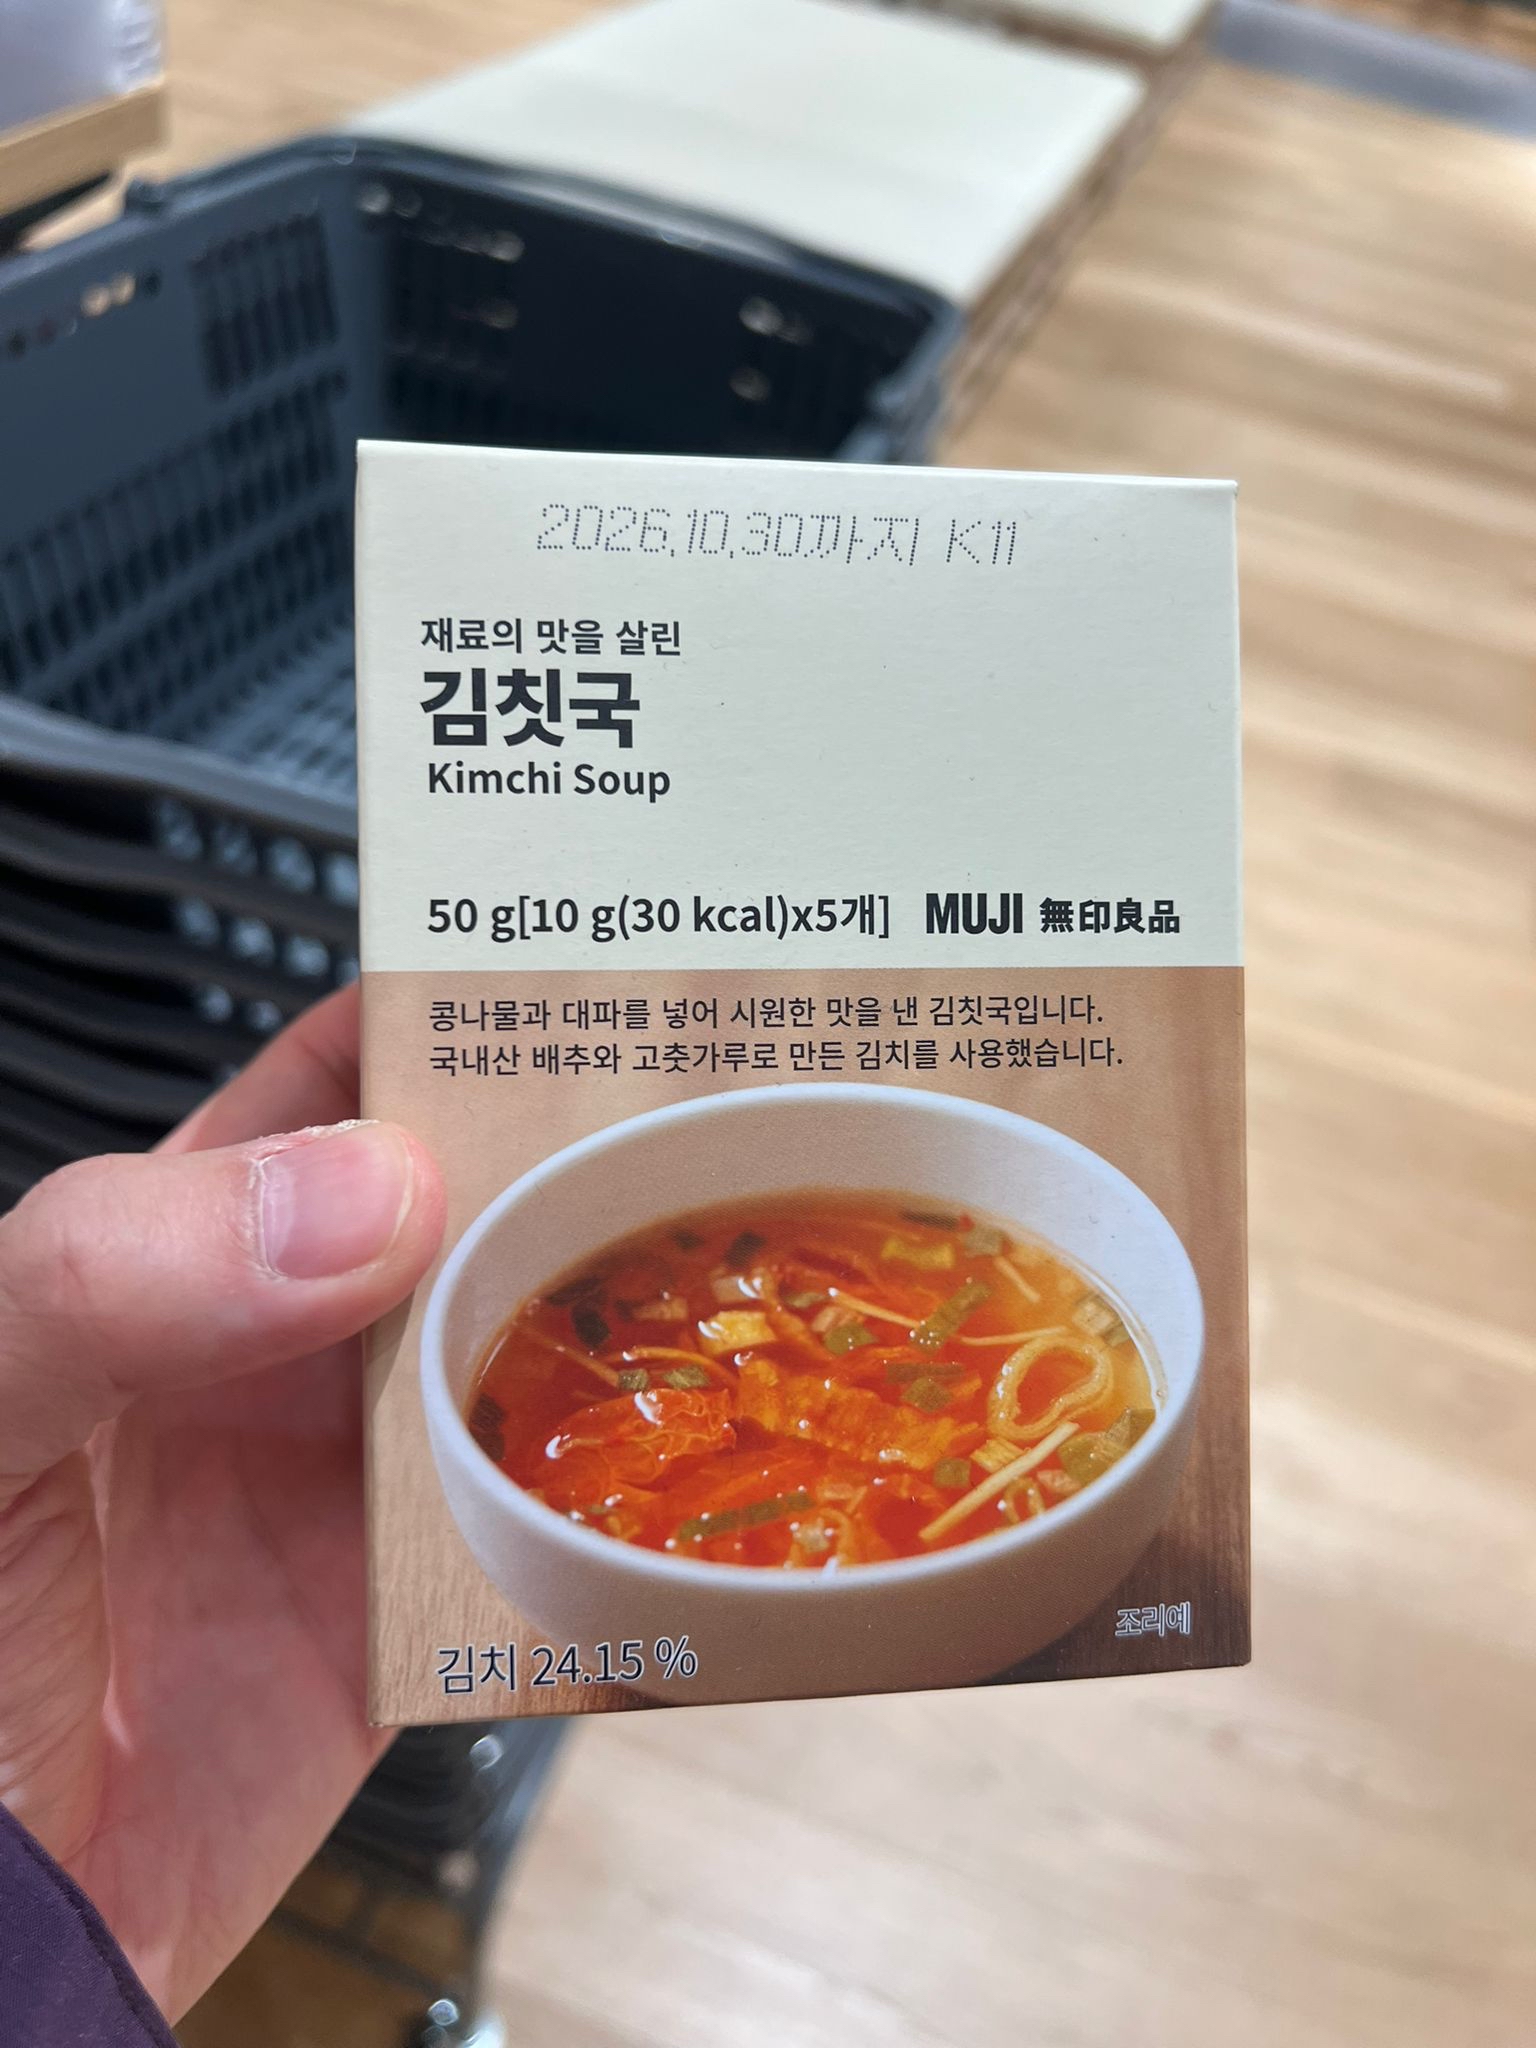 2026.10.30까지 K11
재료의 맛을 살린
김칫국
Kimchi Soup
50 g[10 g(30 kcal)x5개] MUJI 無印良品
콩나물과 대파를 넣어 시원한 맛을 낸 김칫국입니다.
국내산 배추와 고춧가루로 만든 김치를 사용했습니다.
조리예
김치 24.15 %